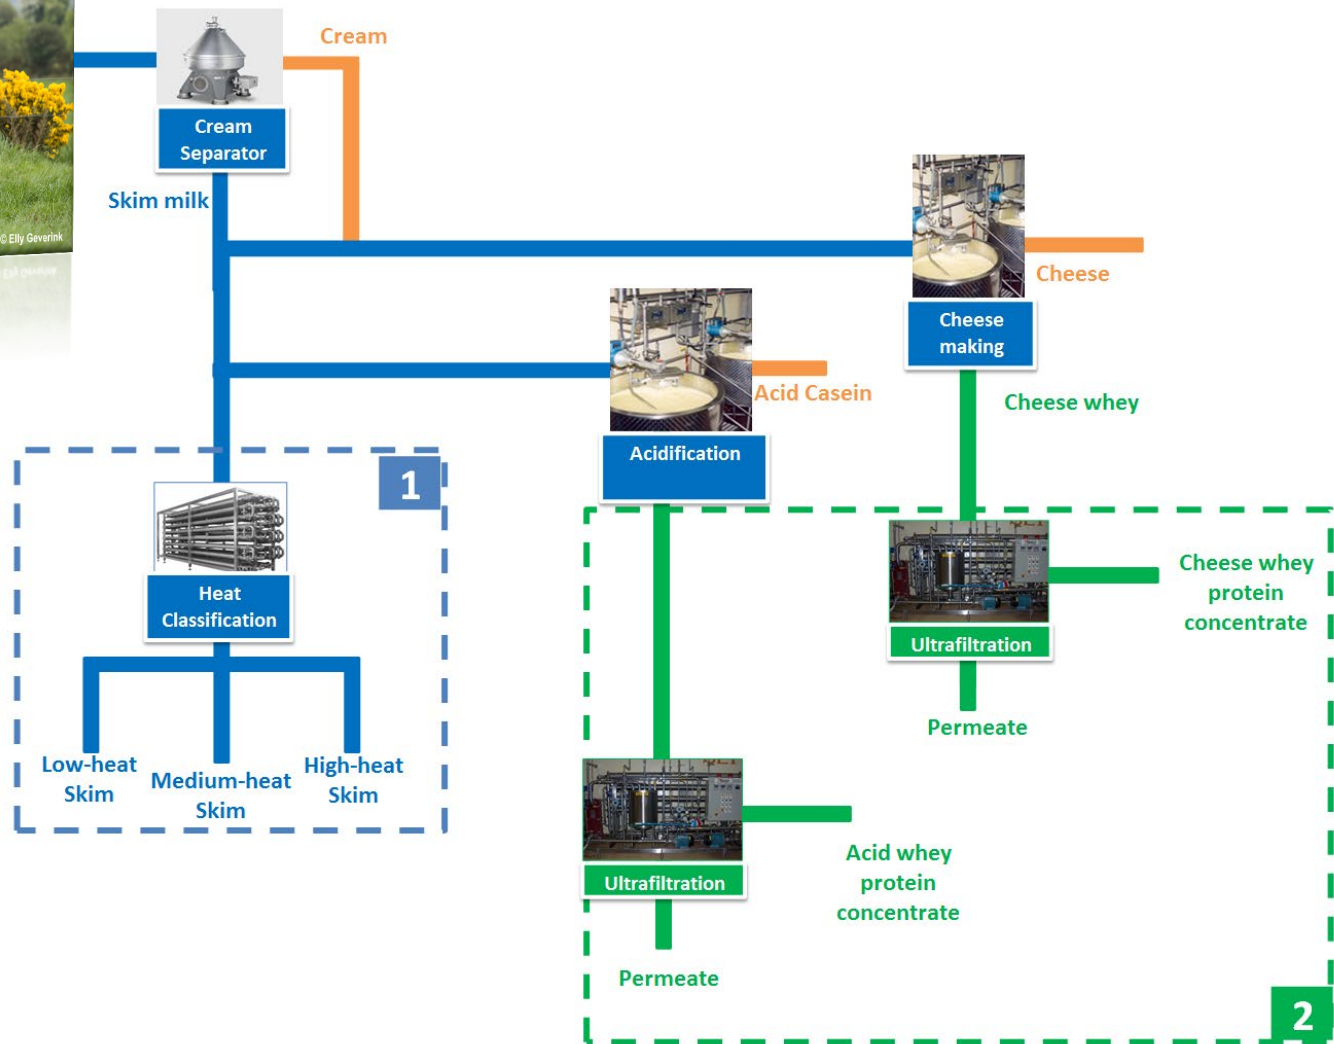 Cream
Cream
Separator
Skim milk
© Elly Geverink
Cheese
Cheese
making
Acid Casein
Cheese whey
Acidification
1
Heat
Classification
Low-heat
Skim
Medium-heat
Skim
High-heat
Skim
Cheese whey
protein
concentrate
Ultrafiltration
Permeate
Ultrafiltration
Acid whey
protein
concentrate
Permeate
2